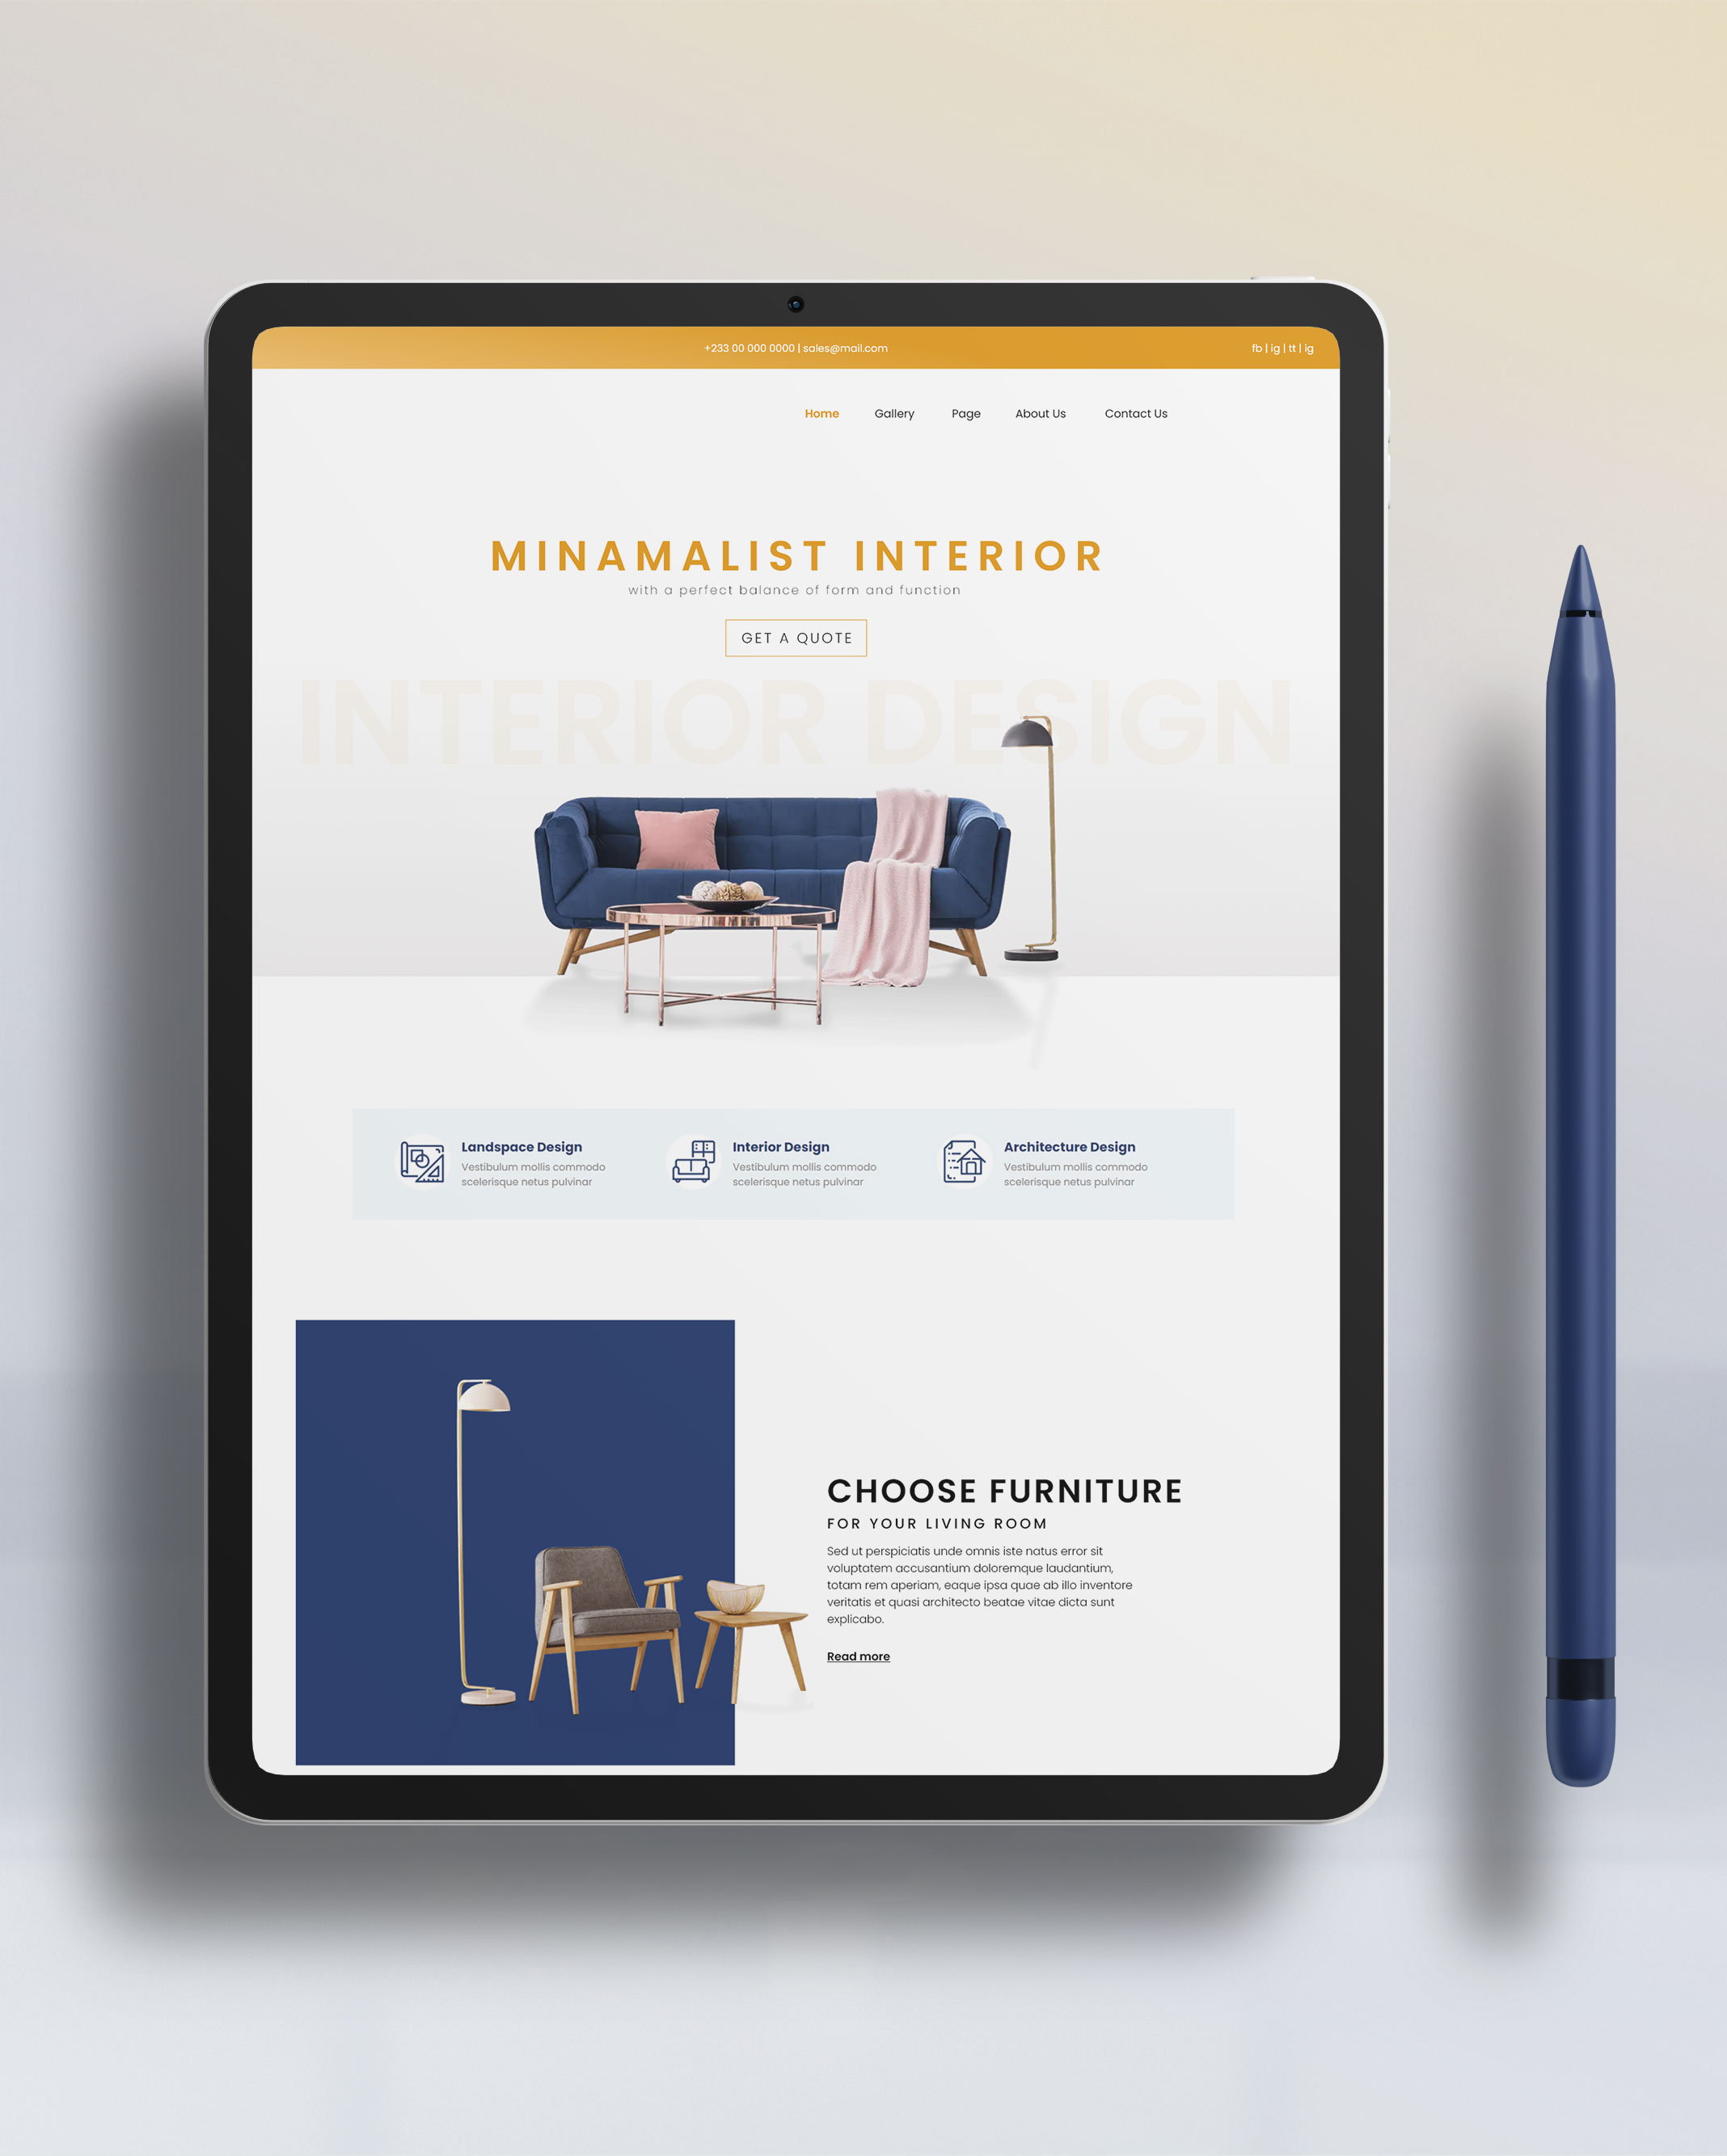 +233 00 000 0000 | sales@mail.com
fb | ig | tt | ig
Home Gallery Page About Us Contact Us
MINAMALIST INTERIOR
with a perfect balance of form and function
GET A QUOTE
INTERIOR DESIGN
Landspace Design
Vestibulum mollis commodo
scelerisque netus pulvinar
Interior Design
Vestibulum mollis commodo
scelerisque netus pulvinar
Architecture Design
Vestibulum mollis commodo
scelerisque netus pulvinar
CHOOSE FURNITURE
FOR YOUR LIVING ROOM
Sed ut perspiciatis unde omnis iste natus error sit
voluptatem accusantium doloremque laudantium,
totam rem aperiam, eaque ipsa quae ab illo inventore
veritatis et quasi architecto beatae vitae dicta sunt
explicabo.
Read more